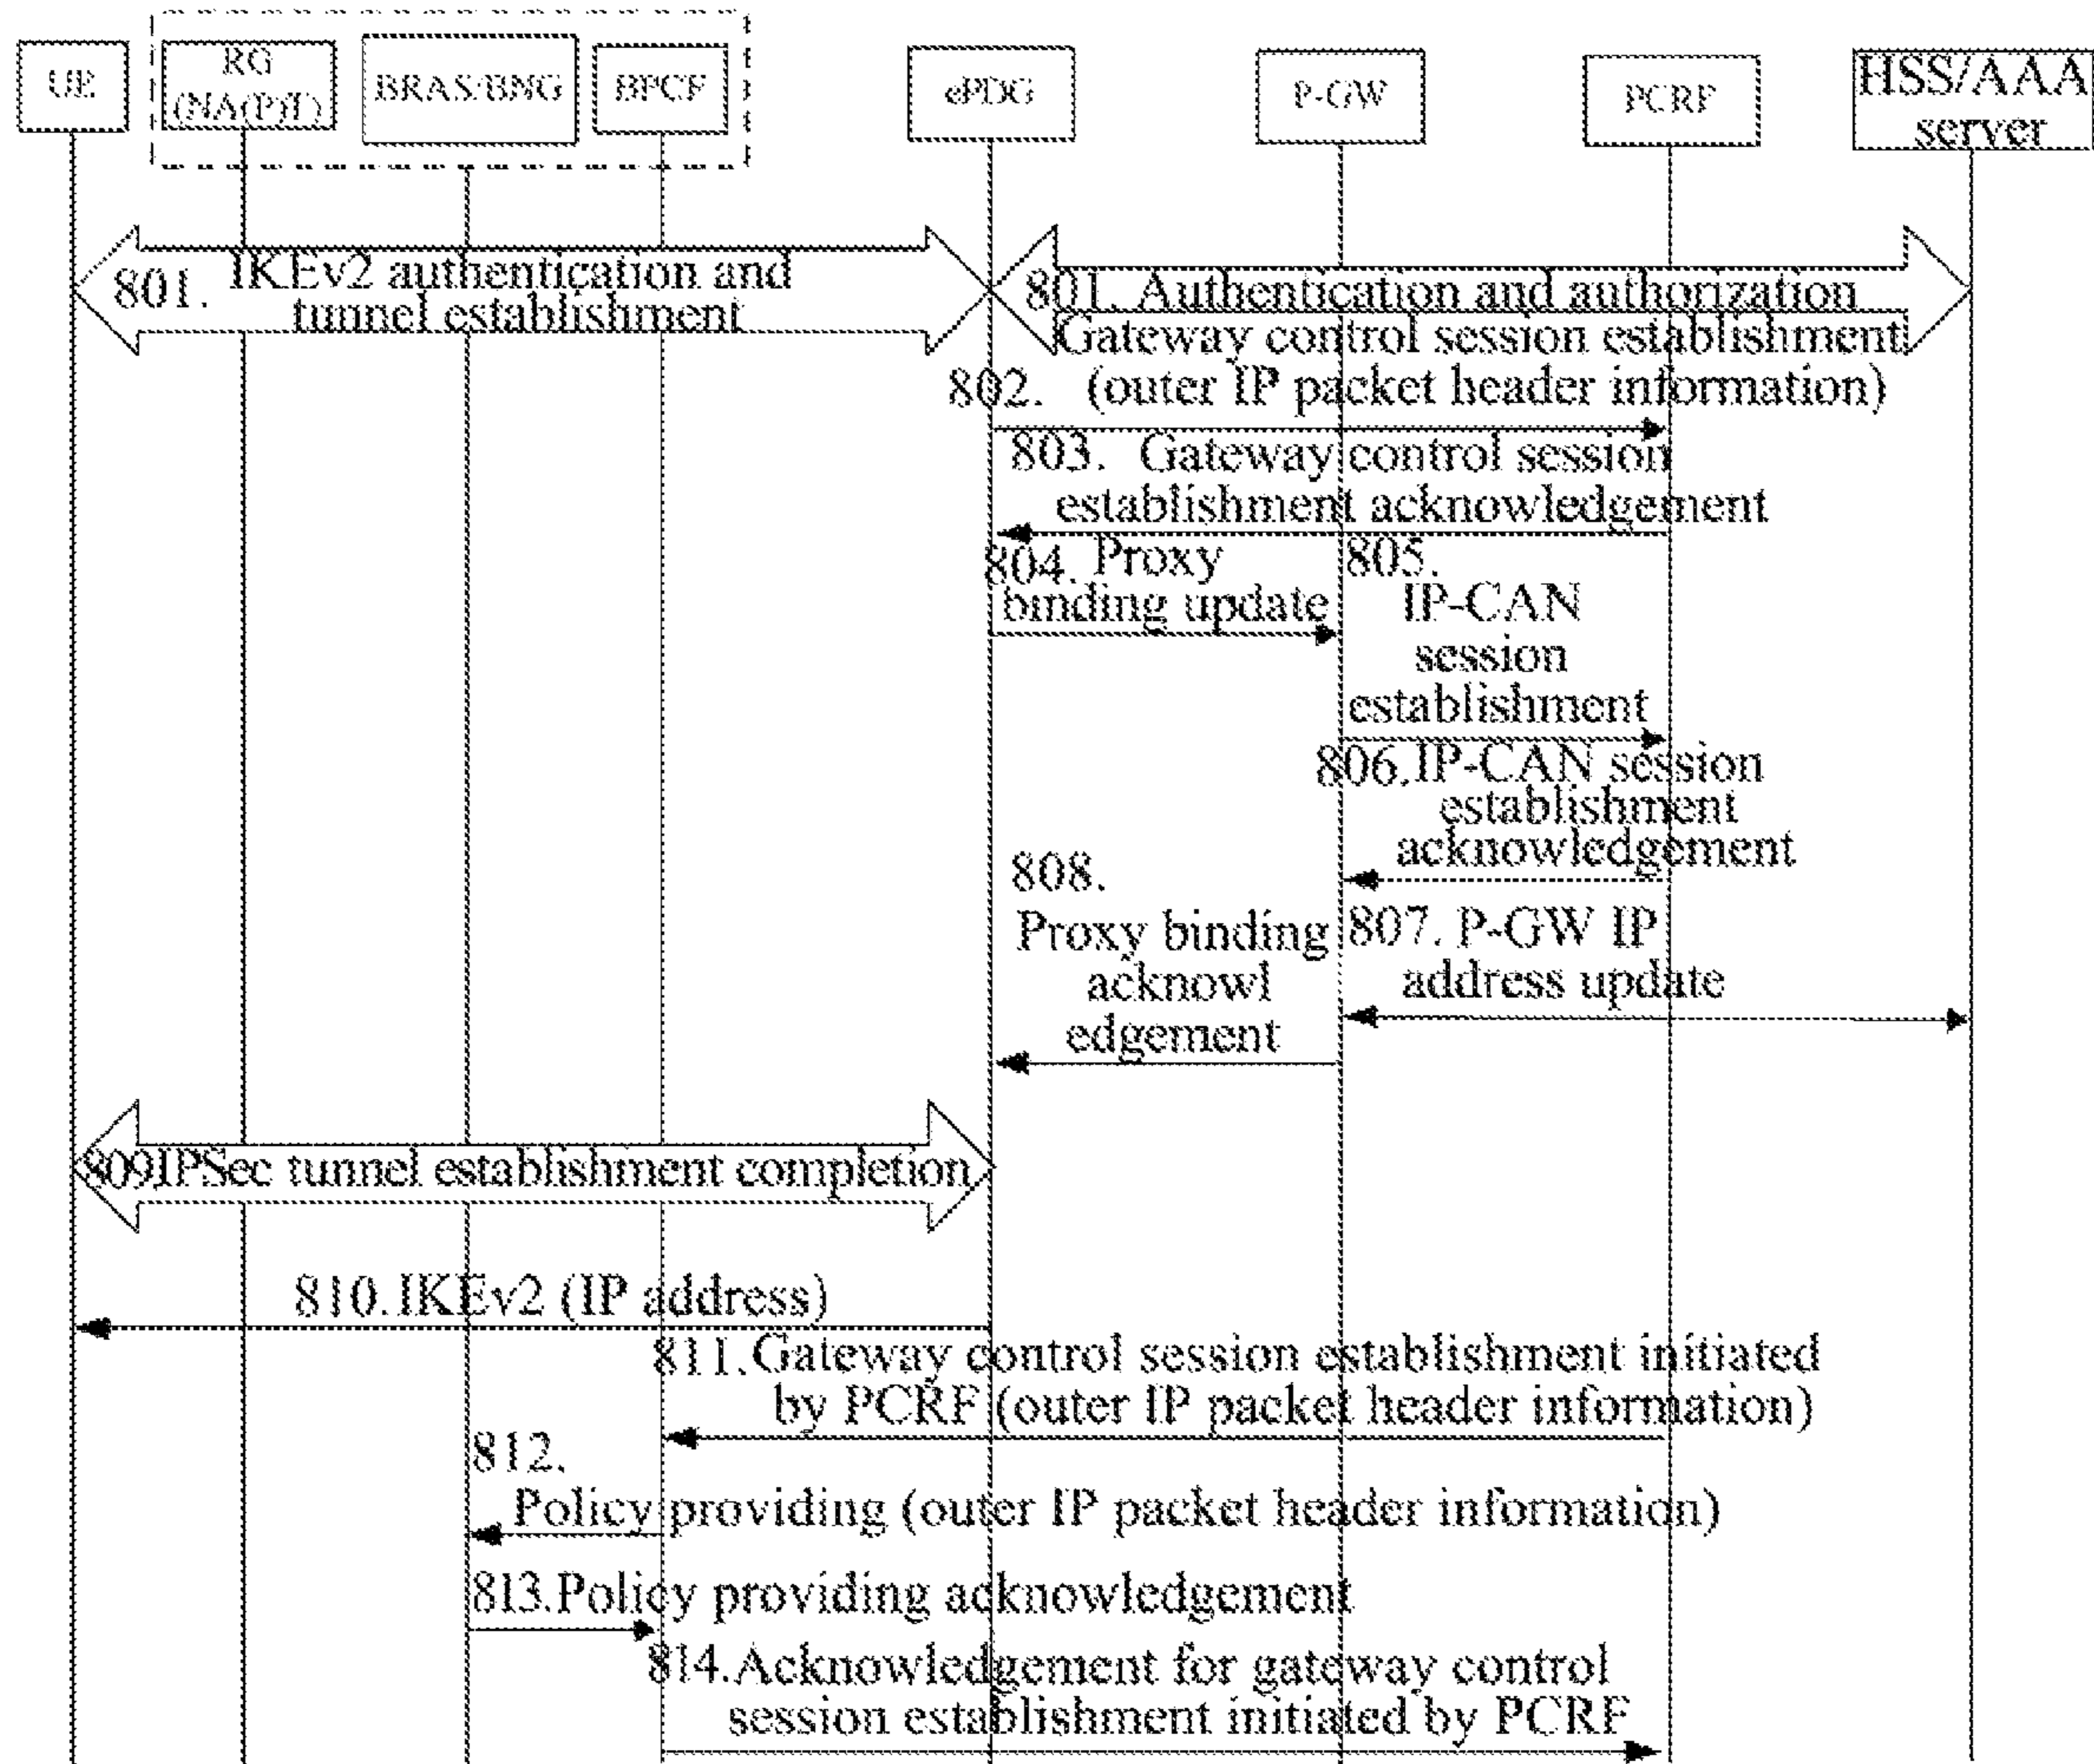 UE
RG
(NA(P)T)
BRAS/BNG
BPCF
ePDG
P-GW
PCRF
HSS/AAA
server
801. IKEv2 authentication and
tunnel establishment
801. Authentication and authorization
Gateway control session establishment
802. (outer IP packet header information)
803. Gateway control session
establishment acknowledgement
804. Proxy
binding update
805.
IP-CAN
session
establishment
806.IP-CAN session
establishment
acknowledgement
807. P-GW IP
address update
808.
Proxy binding
acknowl
edgement
809.IPSec tunnel establishment completion
810.IKEv2 (IP address)
811.Gateway control session establishment initiated
by PCRF (outer IP packet header information)
812.
Policy providing (outer IP packet header information)
813.Policy providing acknowledgement
814.Acknowledgement for gateway control
session establishment initiated by PCRF